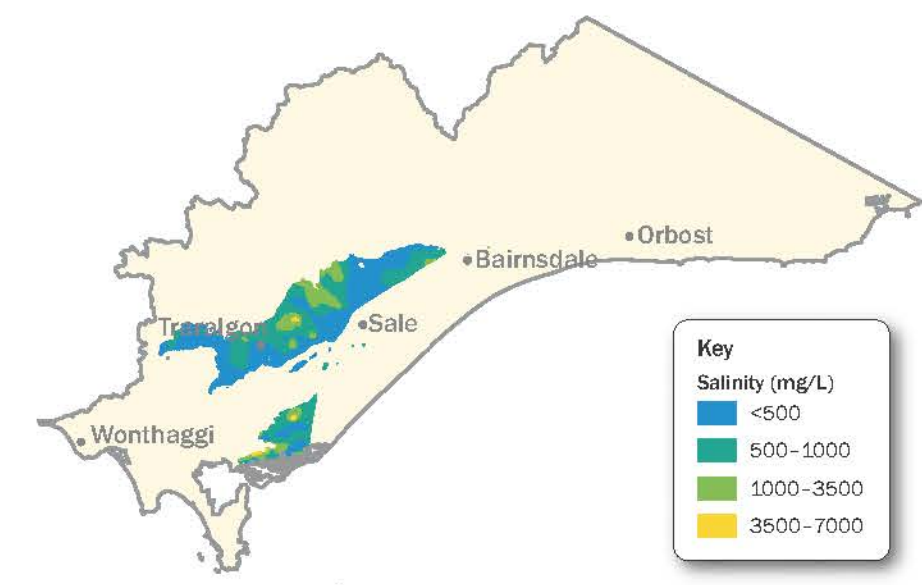 Orbost
Bairnsdale
Traralgon
Sale
Wonthaggi
Key
Salinity (mg/L)
<500
500–1000
1000–3500
3500–7000